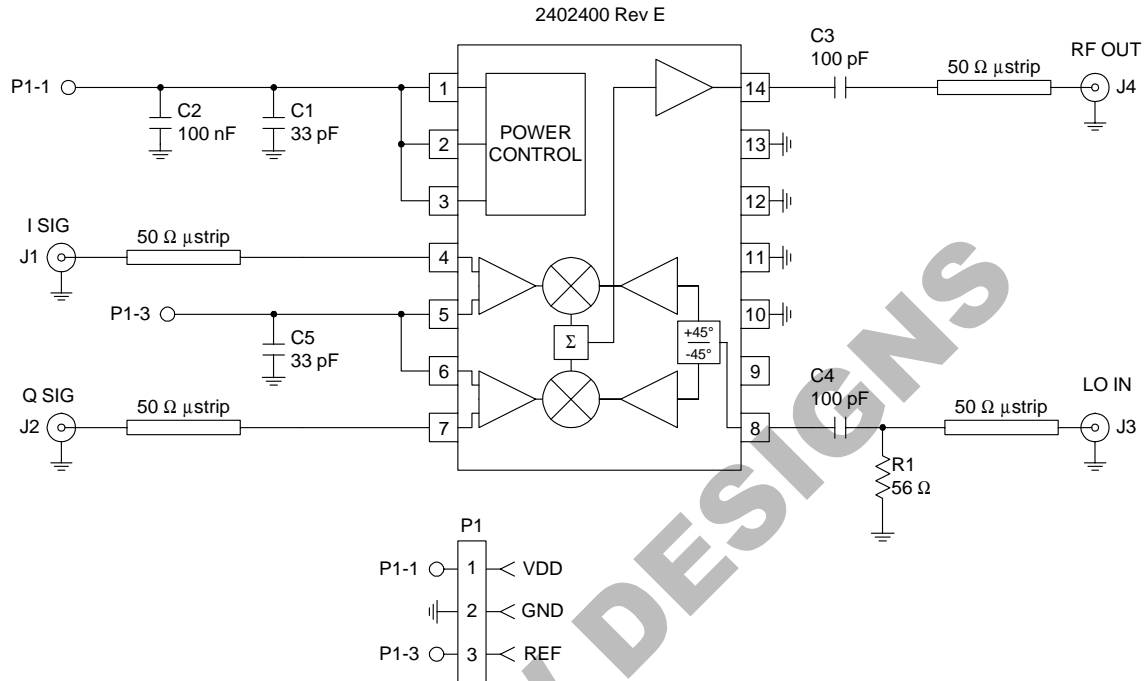 2402400 Rev E
P1-1
C2
100 nF
C1
33 pF
1
2
3
POWER
CONTROL
14
13
12
11
10
9
8
C3
100 pF
50 Ω µstrip
RF OUT
J4
I SIG
J1
50 Ω µstrip
4
P1-3
C5
33 pF
5
6
Σ
+45°
-45°
Q SIG
J2
50 Ω µstrip
7
C4
100 pF
R1
56 Ω
50 Ω µstrip
LO IN
J3
P1
P1-1
1
VDD
2
GND
P1-3
3
REF
DESIGNS